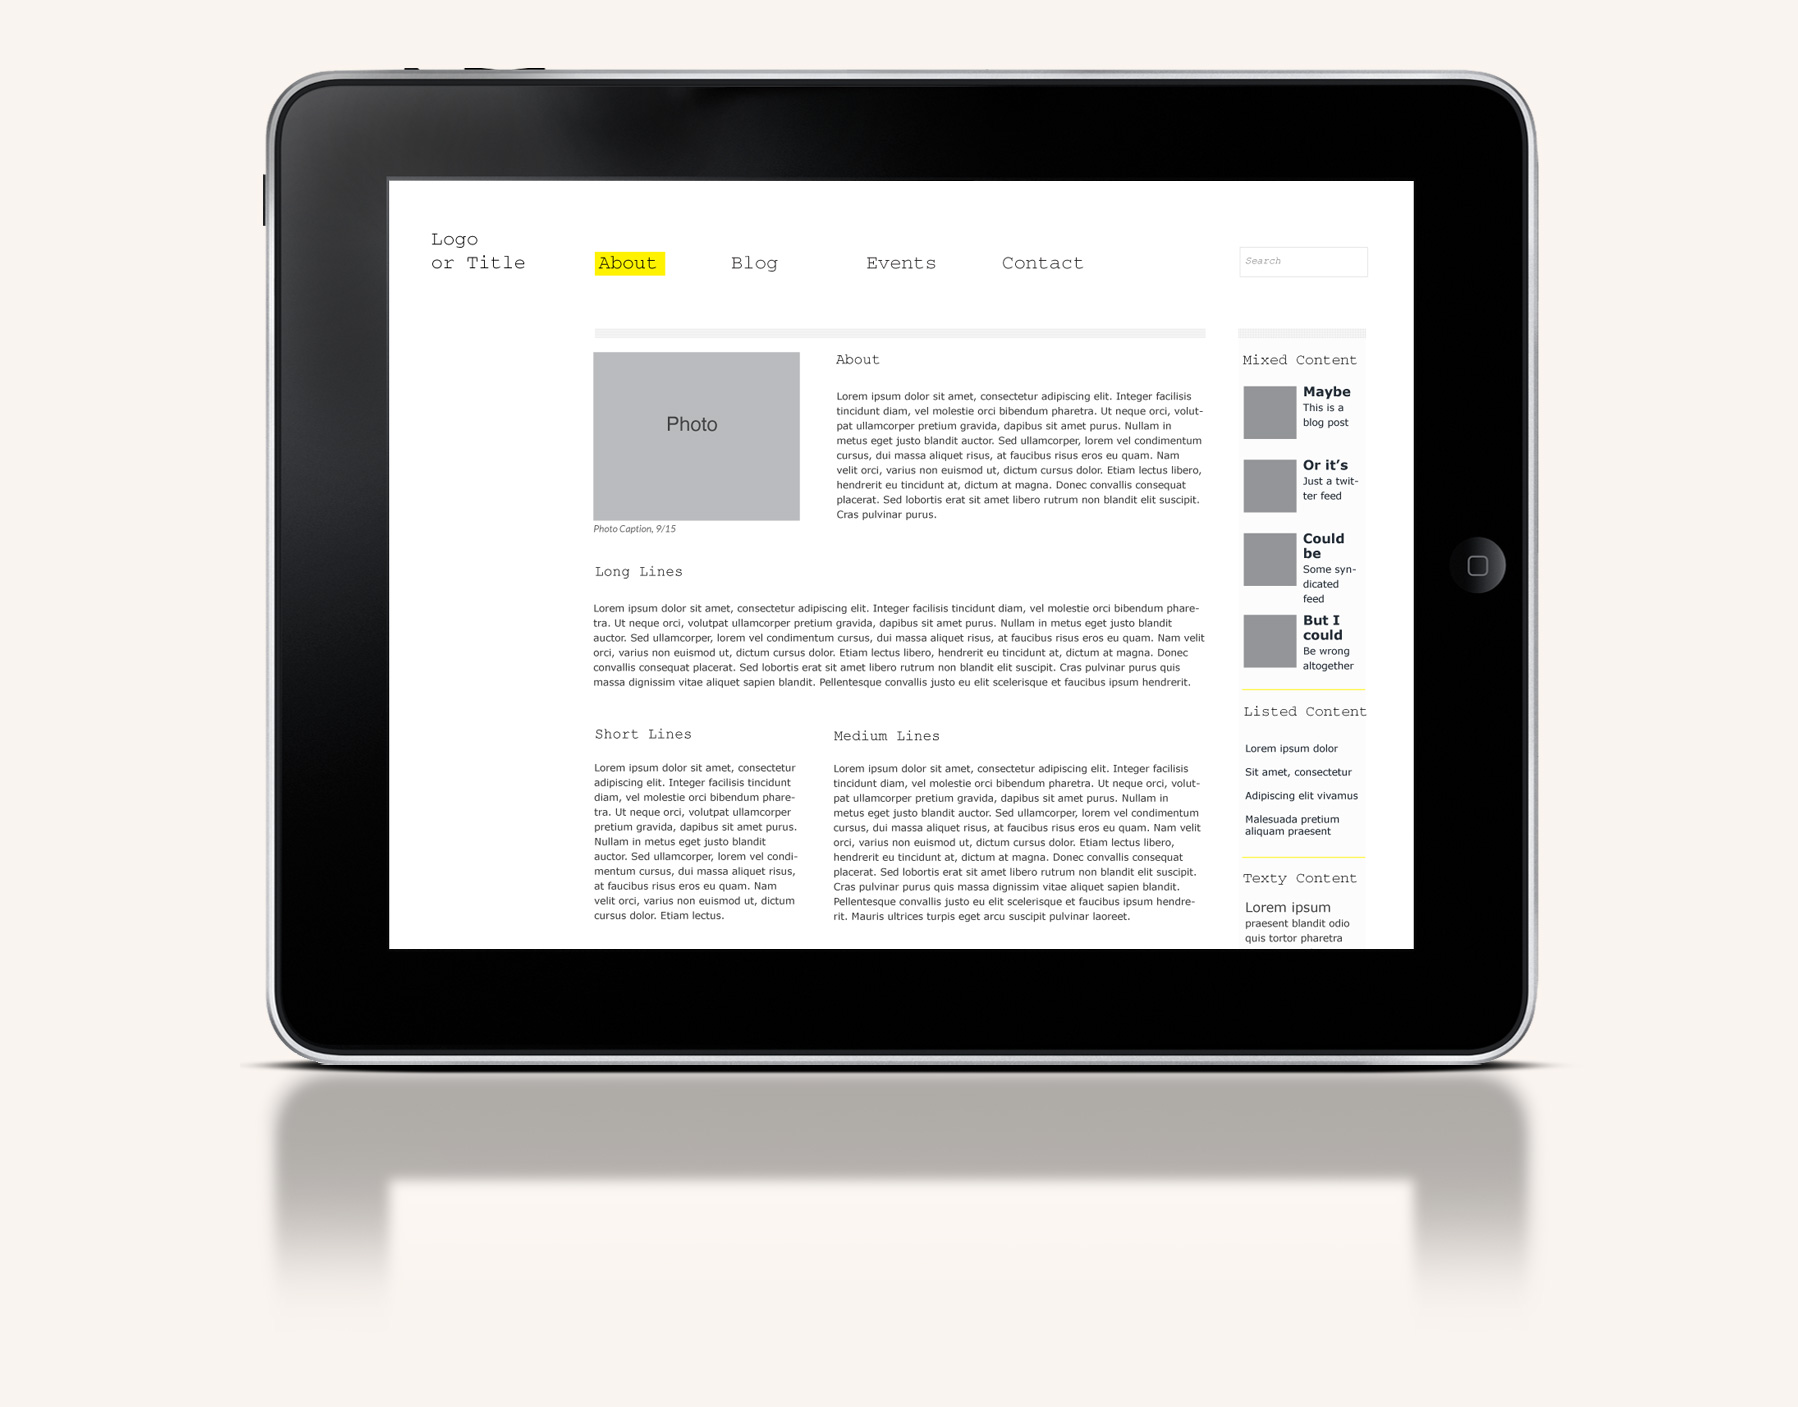 Logo
or Title
About
Blog
Events
Contact
Search
Photo
Photo Caption, 9/15
About
Lorem ipsum dolor sit amet, consectetur adipiscing elit. Integer facilisis
tincidunt diam, vel molestie orci bibendum pharetra. Ut neque orci, volut-
pat ullamcorper pretium gravida, dapibus sit amet purus. Nullam in
metus eget justo blandit auctor. Sed ullamcorper, lorem vel condimentum
cursus, dui massa aliquet risus, at faucibus risus eros eu quam. Nam
velit orci, varius non euismod ut, dictum cursus dolor. Etiam lectus libero,
hendrerit eu tincidunt at, dictum at magna. Donec convallis consequat
placerat. Sed lobortis erat sit amet libero rutrum non blandit elit suscipit.
Cras pulvinar purus.
Long Lines
Lorem ipsum dolor sit amet, consectetur adipiscing elit. Integer facilisis tincidunt diam, vel molestie orci bibendum phare-
tra. Ut neque orci, volutpat ullamcorper pretium gravida, dapibus sit amet purus. Nullam in metus eget justo blandit
auctor. Sed ullamcorper, lorem vel condimentum cursus, dui massa aliquet risus, at faucibus risus eros eu quam. Nam velit
orci, varius non euismod ut, dictum cursus dolor. Etiam lectus libero, hendrerit eu tincidunt at, dictum at magna. Donec
convallis consequat placerat. Sed lobortis erat sit amet libero rutrum non blandit elit suscipit. Cras pulvinar purus quis
massa dignissim vitae aliquet sapien blandit. Pellentesque convallis justo eu elit scelerisque et faucibus ipsum hendrerit.
Short Lines
Lorem ipsum dolor sit amet, consectetur
adipiscing elit. Integer facilisis tincidunt
diam, vel molestie orci bibendum phare-
tra. Ut neque orci, volutpat ullamcorper
pretium gravida, dapibus sit amet purus.
Nullam in metus eget justo blandit
auctor. Sed ullamcorper, lorem vel condi-
mentum cursus, dui massa aliquet risus,
at faucibus risus eros eu quam. Nam
velit orci, varius non euismod ut, dictum
cursus dolor. Etiam lectus.
Medium Lines
Lorem ipsum dolor sit amet, consectetur adipiscing elit. Integer facilisis
tincidunt diam, vel molestie orci bibendum pharetra. Ut neque orci, volut-
pat ullamcorper pretium gravida, dapibus sit amet purus. Nullam in
metus eget justo blandit auctor. Sed ullamcorper, lorem vel condimentum
cursus, dui massa aliquet risus, at faucibus risus eros eu quam. Nam velit
orci, varius non euismod ut, dictum cursus dolor. Etiam lectus libero,
hendrerit eu tincidunt at, dictum at magna. Donec convallis consequat
placerat. Sed lobortis erat sit amet libero rutrum non blandit elit suscipit.
Cras pulvinar purus quis massa dignissim vitae aliquet sapien blandit.
Pellentesque convallis justo eu elit scelerisque et faucibus ipsum hendre-
rit. Mauris ultrices turpis eget arcu suscipit pulvinar laoreet.
Mixed Content
Maybe
This is a
blog post
Or it's
Just a twit-
ter feed
Could
be
Some syn-
dicated
feed
But I
could
Be wrong
altogether
Listed Content
Lorem ipsum dolor
Sit amet, consectetur
Adipiscing elit vivamus
Malesuada pretium
aliquam praesent
Texty Content
Lorem ipsum
praesent blandit odio
quis tortor pharetra